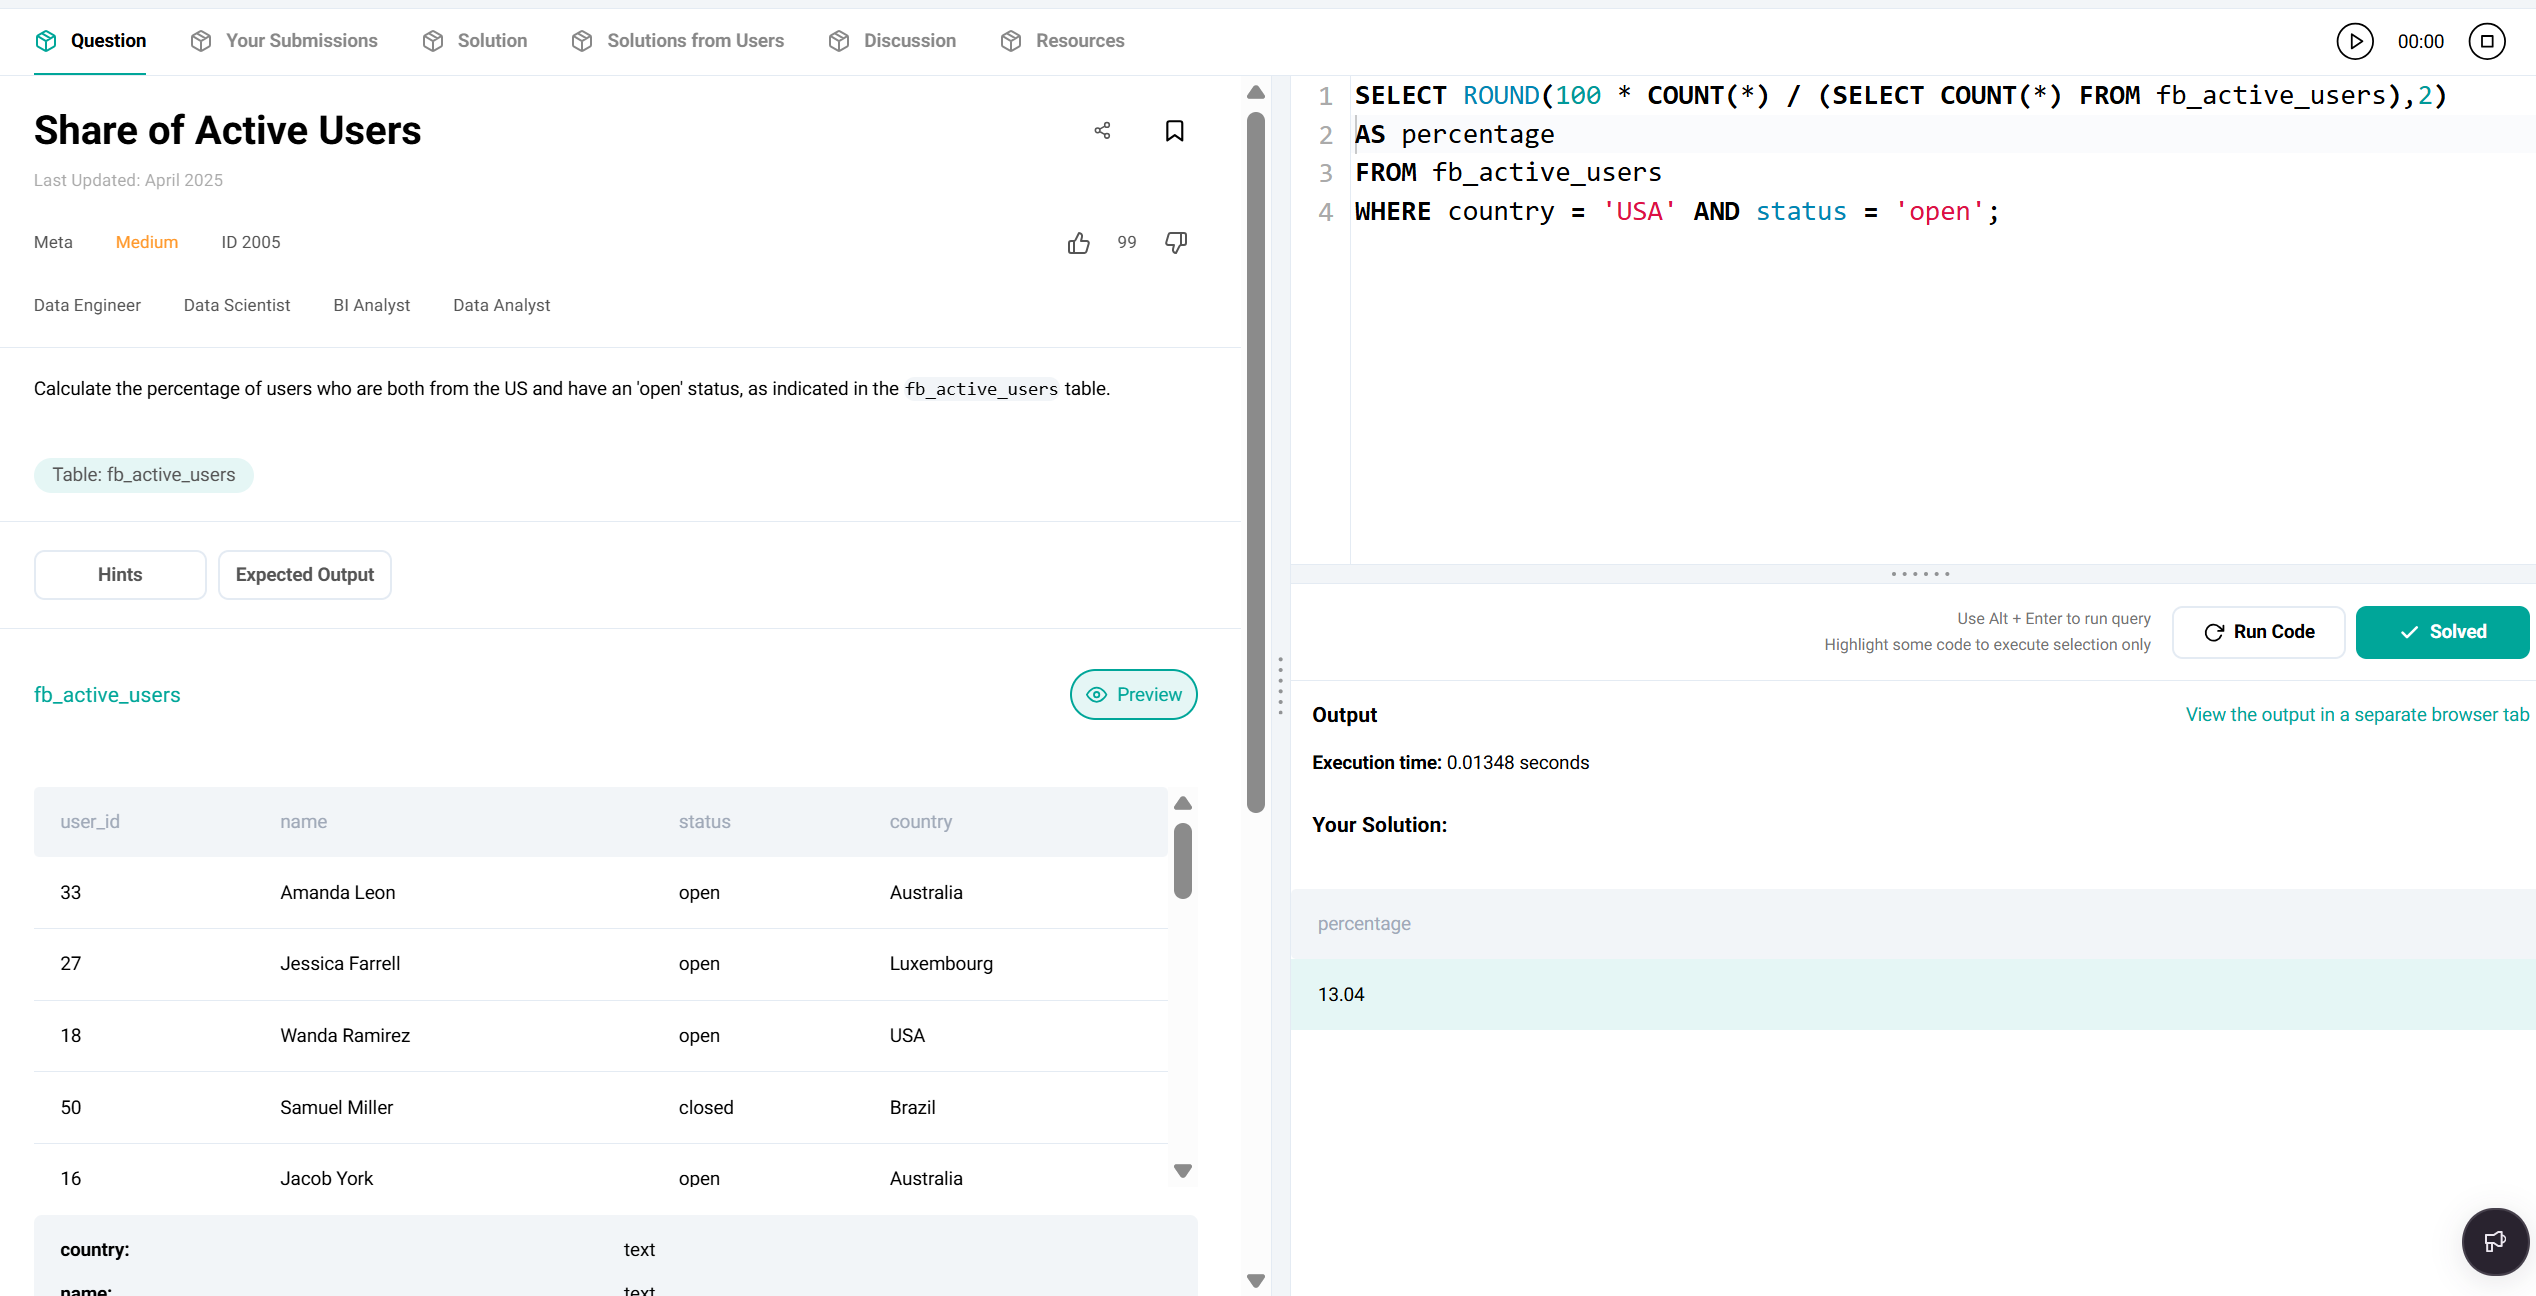 Question Your Submissions Solution Solutions from Users Discussion Resources 00:00
Share of Active Users
Last Updated: April 2025
Meta Medium ID 2005 99
Data Engineer Data Scientist BI Analyst Data Analyst
Calculate the percentage of users who are both from the US and have an 'open' status, as indicated in the fb_active_users table.
Table: fb_active_users
Hints Expected Output
fb_active_users Preview
user_id name status country
33 Amanda Leon open Australia
27 Jessica Farrell open Luxembourg
18 Wanda Ramirez open USA
50 Samuel Miller closed Brazil
16 Jacob York open Australia
country: text
name: text
1 SELECT ROUND(100 * COUNT(*) / (SELECT COUNT(*) FROM fb_active_users),2)
2 AS percentage
3 FROM fb_active_users
4 WHERE country = 'USA' AND status = 'open';
Use Alt + Enter to run query
Highlight some code to execute selection only
Run Code Solved
Output View the output in a separate browser tab
Execution time: 0.01348 seconds
Your Solution:
percentage
13.04